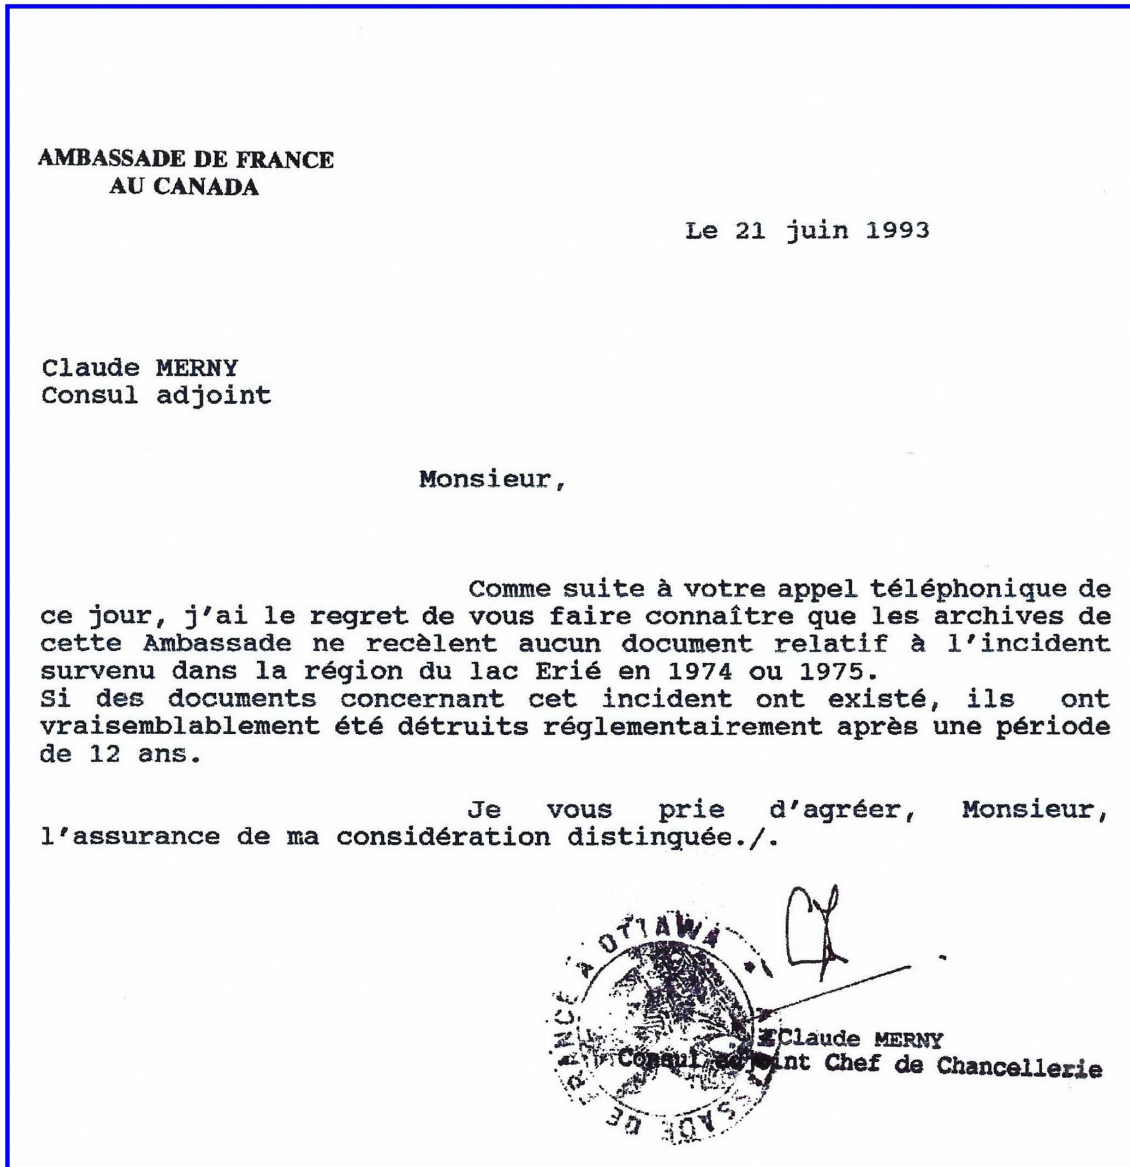 AMBASSADE DE FRANCE
AU CANADA
Le 21 juin 1993
Claude MERNY
Consul adjoint
Monsieur,
Comme suite à votre appel téléphonique de
ce jour, j'ai le regret de vous faire connaître que les archives de
cette Ambassade ne recèlent aucun document relatif à l'incident
survenu dans la région du lac Erié en 1974 ou 1975.
Si des documents concernant cet incident ont existé, ils ont
vraisemblablement été détruits réglementairement après une période
de 12 ans.
Je vous prie d'agréer, Monsieur,
l'assurance de ma considération distinguée./.
DE FRANCE À OTTAWA
Claude MERNY
Consul adjoint Chef de Chancellerie